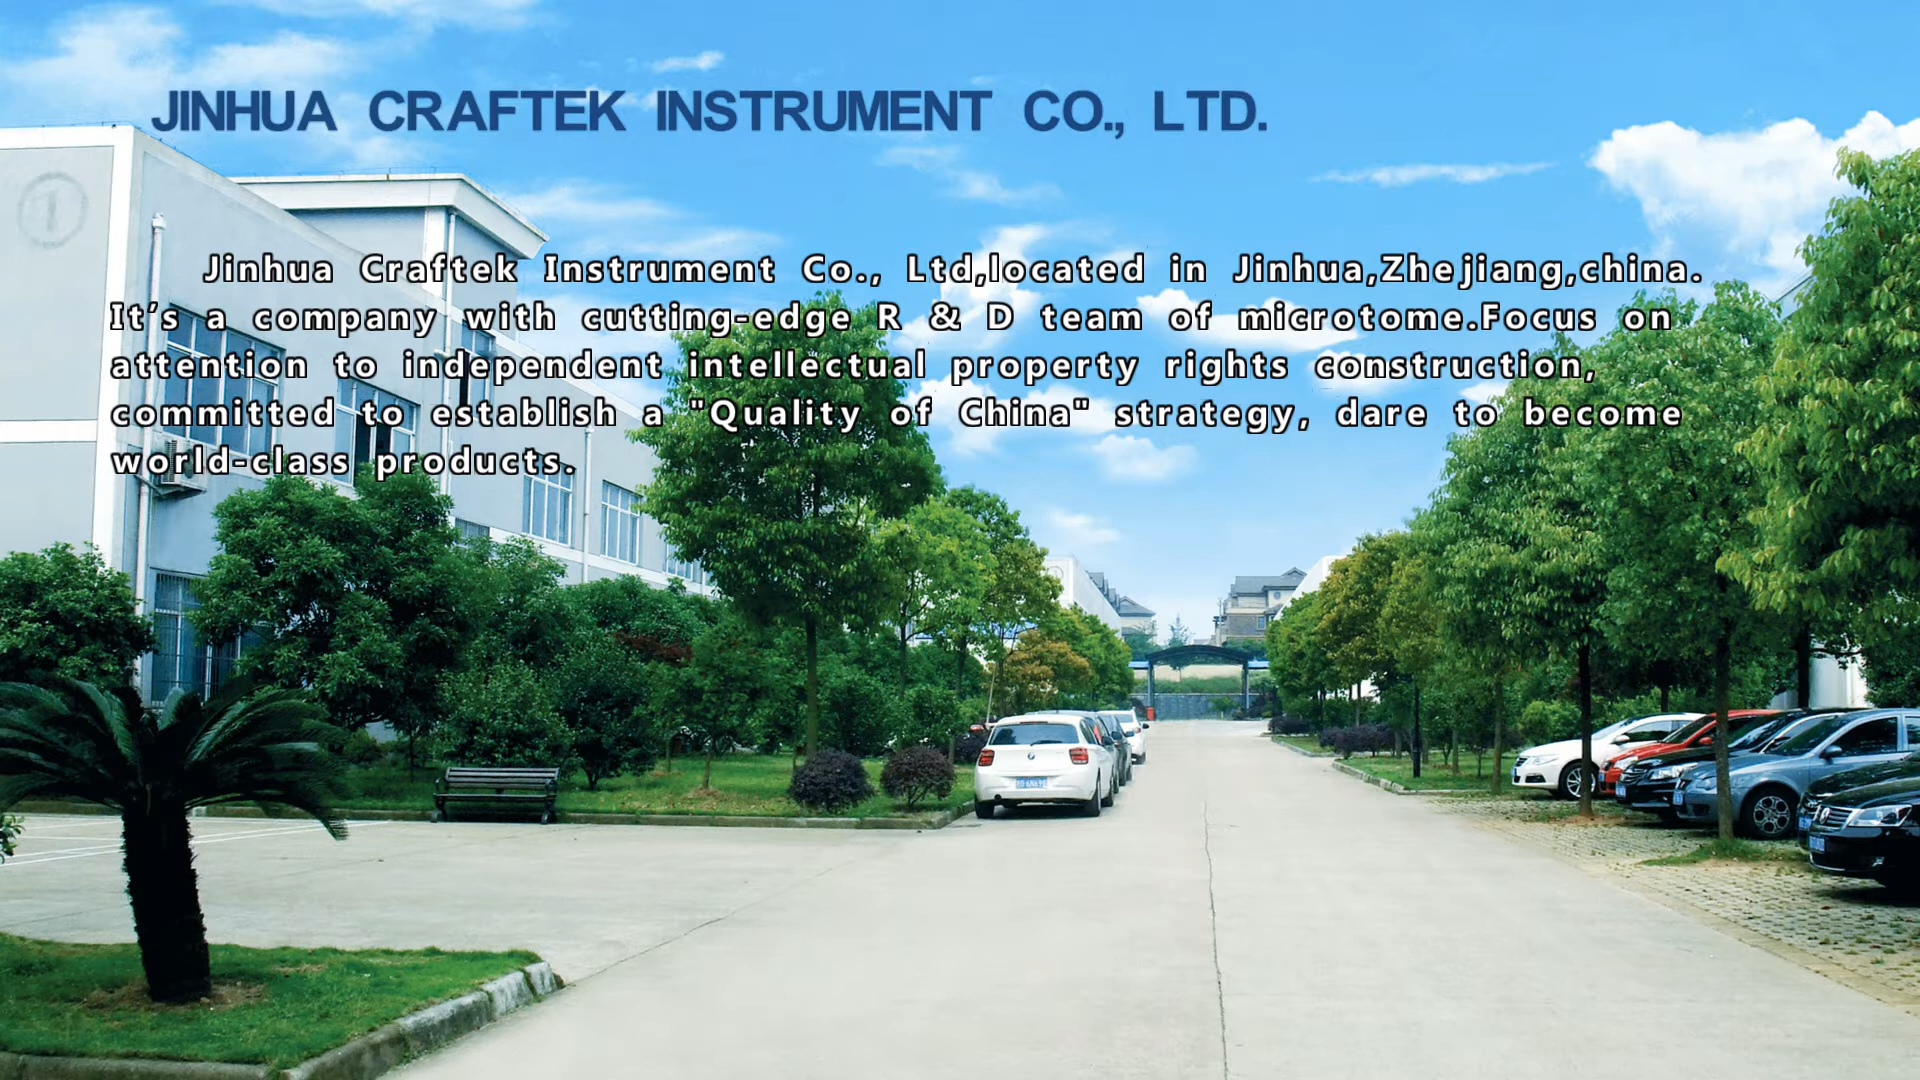 JINHUA CRAFTEK INSTRUMENT CO., LTD.
Jinhua Craftek Instrument Co., Ltd,located in Jinhua,Zhejiang,china.
It's a company with cutting-edge R & D team of microtome.Focus on
attention to independent intellectual property rights construction,
committed to establish a "Quality of China" strategy, dare to become
world-class products.
1